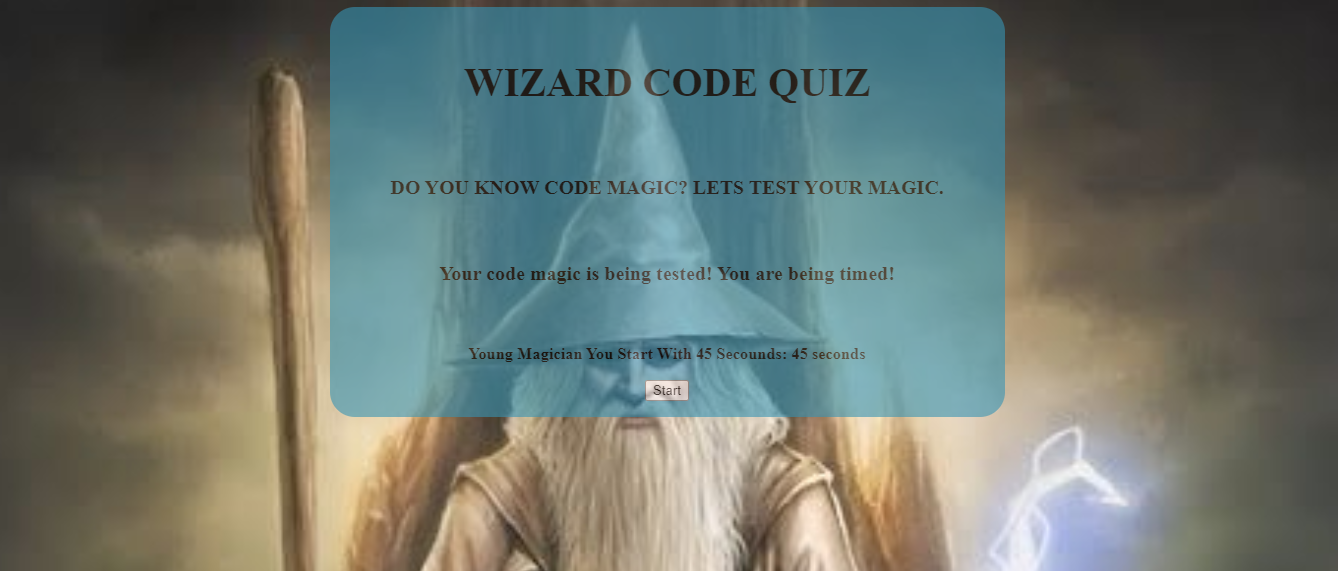 WIZARD CODE QUIZ
DO YOU KNOW CODE MAGIC? LETS TEST YOUR MAGIC.
Your code magic is being tested! You are being timed!
Young Magician You Start With 45 Secounds: 45 seconds
Start